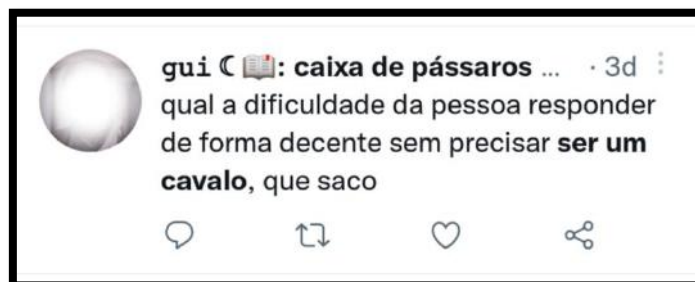 gui ☾📖: caixa de pássaros ... · 3d
qual a dificuldade da pessoa responder
de forma decente sem precisar ser um
cavalo, que saco